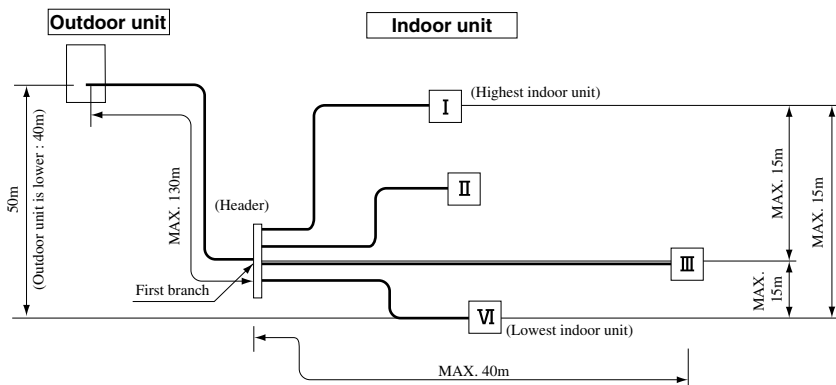 Outdoor unit
Indoor unit
I
(Highest indoor unit)
50m
(Outdoor unit is lower : 40m)
MAX. 130m
(Header)
II
MAX. 15m
MAX. 15m
III
First branch
MAX.
15m
VI
(Lowest indoor unit)
MAX. 40m